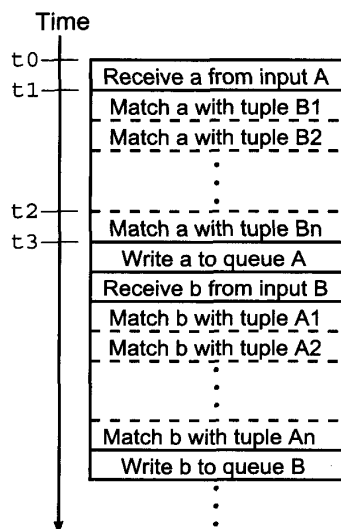 Time
t0
Receive a from input A
t1
Match a with tuple B1
Match a with tuple B2
t2
Match a with tuple Bn
t3
Write a to queue A
Receive b from input B
Match b with tuple A1
Match b with tuple A2
Match b with tuple An
Write b to queue B